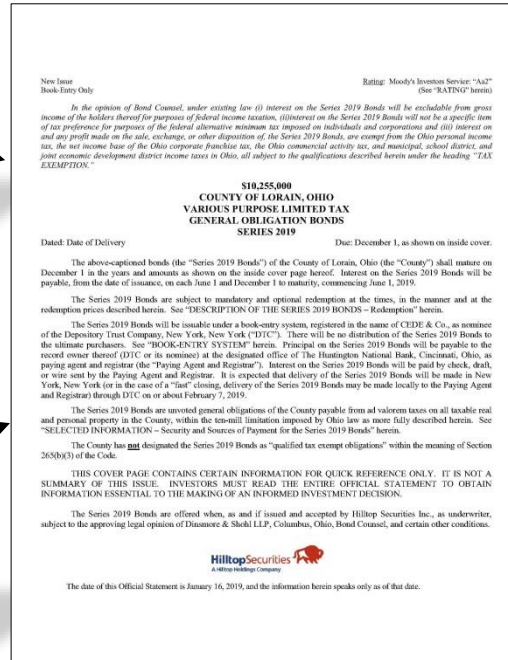 New Issue
Rating: Moody's Investors Service: "Aa2"
Book-Entry Only
(See "RATING" herein)
In the opinion of Bond Counsel, under existing law (i) interest on the Series 2019 Bonds will be excludable from gross
income of the holders thereof for purposes of federal income taxation, (ii)interest on the Series 2019 Bonds will not be a specific item
of tax preference for purposes of the federal alternative minimum tax imposed on individuals and corporations and (iii) interest on
and any profit made on the sale, exchange, or other disposition of, the Series 2019 Bonds, are exempt from the Ohio personal income
tax, the net income base of the Ohio corporate franchise tax, the Ohio commercial activity tax, and municipal, school district, and
joint economic development district income taxes in Ohio, all subject to the qualifications described herein under the heading "TAX
EXEMPTION."
$10,255,000
COUNTY OF LORAIN, OHIO
VARIOUS PURPOSE LIMITED TAX
GENERAL OBLIGATION BONDS
SERIES 2019
Dated: Date of Delivery
Due: December 1, as shown on inside cover.
The above-captioned bonds (the "Series 2019 Bonds") of the County of Lorain, Ohio (the "County") shall mature on
December 1 in the years and amounts as shown on the inside cover page hereof. Interest on the Series 2019 Bonds will be
payable, from the date of issuance, on each June 1 and December 1 to maturity, commencing June 1, 2019.
The Series 2019 Bonds are subject to mandatory and optional redemption at the times, in the manner and at the
redemption prices described herein. See "DESCRIPTION OF THE SERIES 2019 BONDS – Redemption" herein.
The Series 2019 Bonds will be issuable under a book-entry system, registered in the name of CEDE & Co., as nominee
of the Depository Trust Company, New York, New York ("DTC"). There will be no distribution of the Series 2019 Bonds to
the ultimate purchasers. See "BOOK-ENTRY SYSTEM" herein. Principal on the Series 2019 Bonds will be payable to the
record owner thereof (DTC or its nominee) at the designated office of The Huntington National Bank, Cincinnati, Ohio, as
paying agent and registrar (the "Paying Agent and Registrar"). Interest on the Series 2019 Bonds will be paid by check, draft,
or wire sent by the Paying Agent and Registrar. It is expected that delivery of the Series 2019 Bonds will be made in New
York, New York (or in the case of a "fast" closing, delivery of the Series 2019 Bonds may be made locally to the Paying Agent
and Registrar) through DTC on or about February 7, 2019.
The Series 2019 Bonds are unvoted general obligations of the County payable from ad valorem taxes on all taxable real
and personal property in the County, within the ten-mill limitation imposed by Ohio law as more fully described herein. See
"SELECTED INFORMATION – Security and Sources of Payment for the Series 2019 Bonds" herein.
The County has not designated the Series 2019 Bonds as "qualified tax exempt obligations" within the meaning of Section
265(b)(3) of the Code.
THIS COVER PAGE CONTAINS CERTAIN INFORMATION FOR QUICK REFERENCE ONLY. IT IS NOT A
SUMMARY OF THIS ISSUE. INVESTORS MUST READ THE ENTIRE OFFICIAL STATEMENT TO OBTAIN
INFORMATION ESSENTIAL TO THE MAKING OF AN INFORMED INVESTMENT DECISION.
The Series 2019 Bonds are offered when, as and if issued and accepted by Hilltop Securities Inc., as underwriter,
subject to the approving legal opinion of Dinsmore & Shohl LLP, Columbus, Ohio, Bond Counsel, and certain other conditions.
HilltopSecurities
A Hilltop Holdings Company.
The date of this Official Statement is January 16, 2019, and the information herein speaks only as of that date.